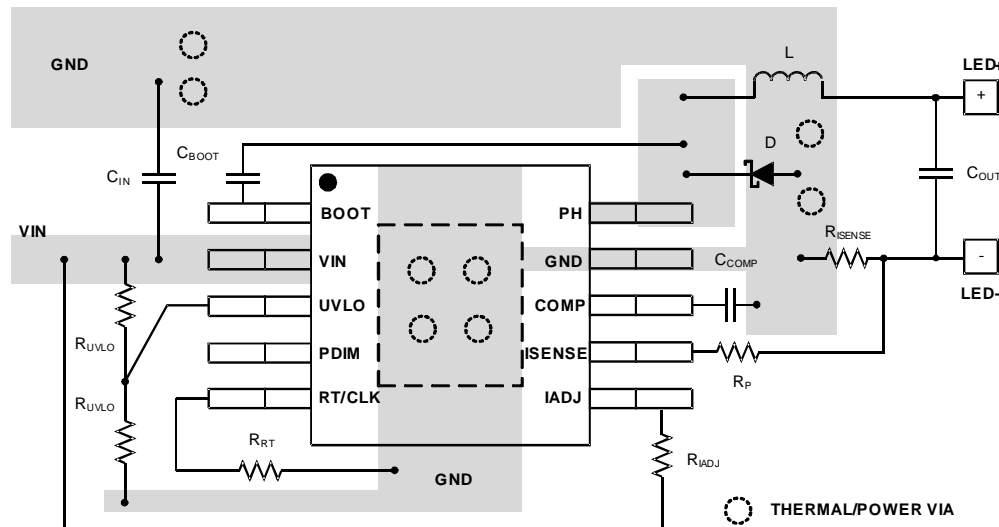 GND
L
LED+
+
CBOOT
D
CIN
COUT
BOOT
PH
VIN
RISENSE
VIN
GND
CCOMP
-
LED-
UVLO
COMP
RUVLO
PDIM
ISENSE
RP
RUVLO
RT/CLK
IADJ
RRT
RIADJ
GND
THERMAL/POWER VIA